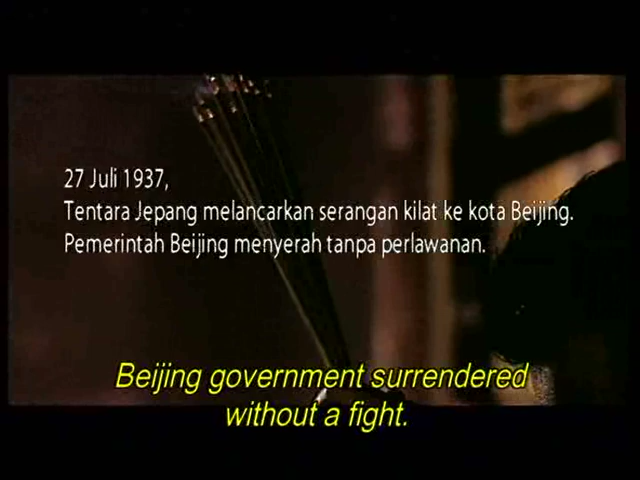 27 Juli 1937,
Tentara Jepang melancarkan serangan kilat ke kota Beijing.
Pemerintah Beijing menyerah tanpa perlawanan.
Beijing government surrendered
without a fight.